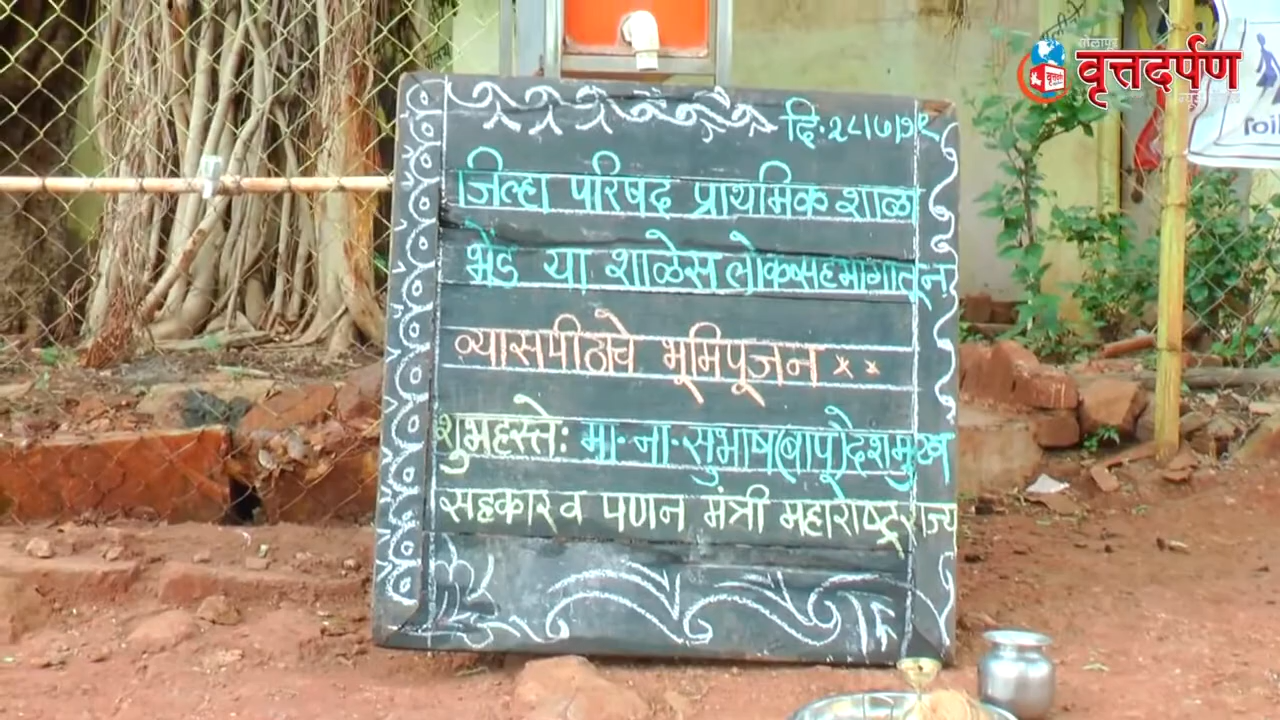 सोलापूर
वृत्तदर्पण
दि. २८।७।१९
जिल्हा परिषद प्राथमिक शाळा
भेंड या शाळेस लोकसहभागातून
व्यासपीठाचे भूमिपूजन * *
शुभहस्ते: मा. ना. सुभाष (बापू) देशमुख
सहकार व पणन मंत्री महाराष्ट्र राज्य